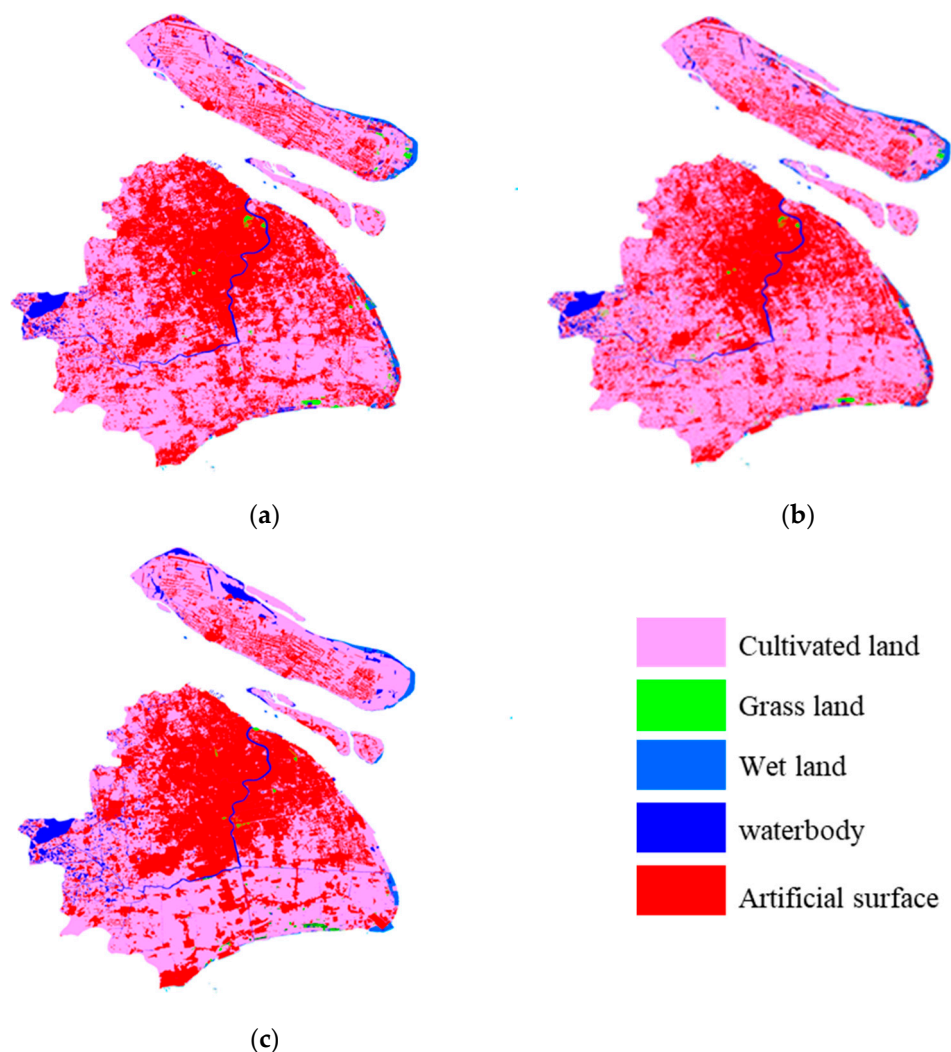 (a)
(b)
Cultivated land
Grass land
Wet land
waterbody
Artificial surface
(c)